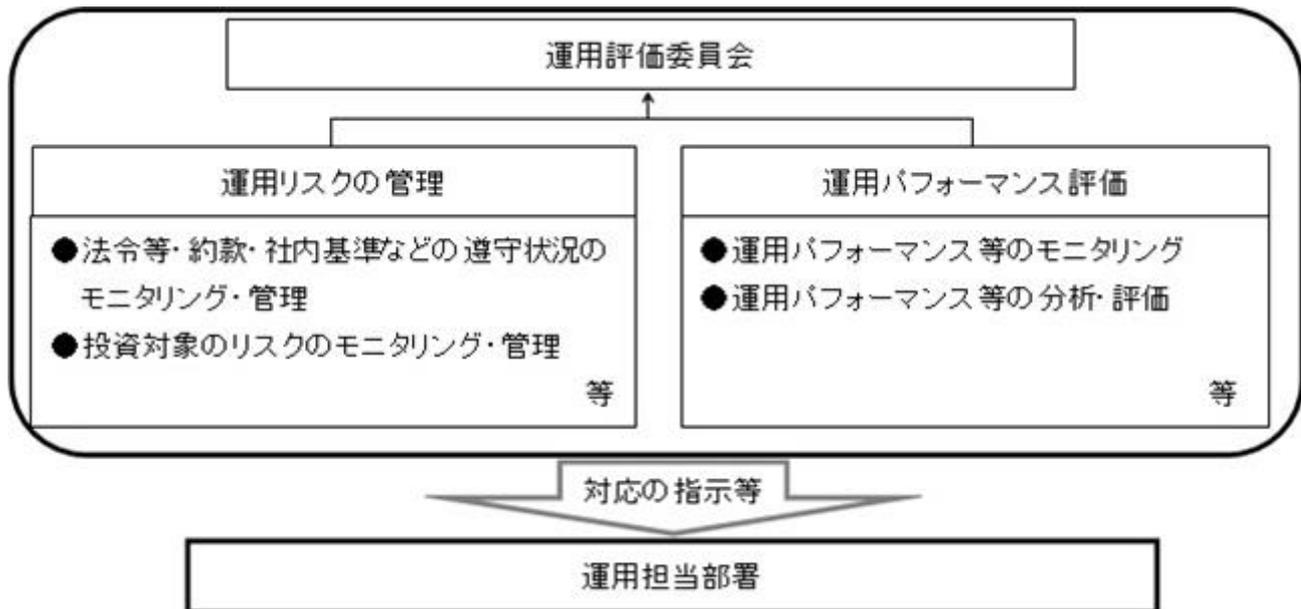 運用評価委員会
運用リスクの管理
●法令等・約款・社内基準などの遵守状況の
モニタリング・管理
●投資対象のリスクのモニタリング・管理
等
運用パフォーマンス評価
●運用パフォーマンス等のモニタリング
●運用パフォーマンス等の分析・評価
等
対応の指示等
運用担当部署